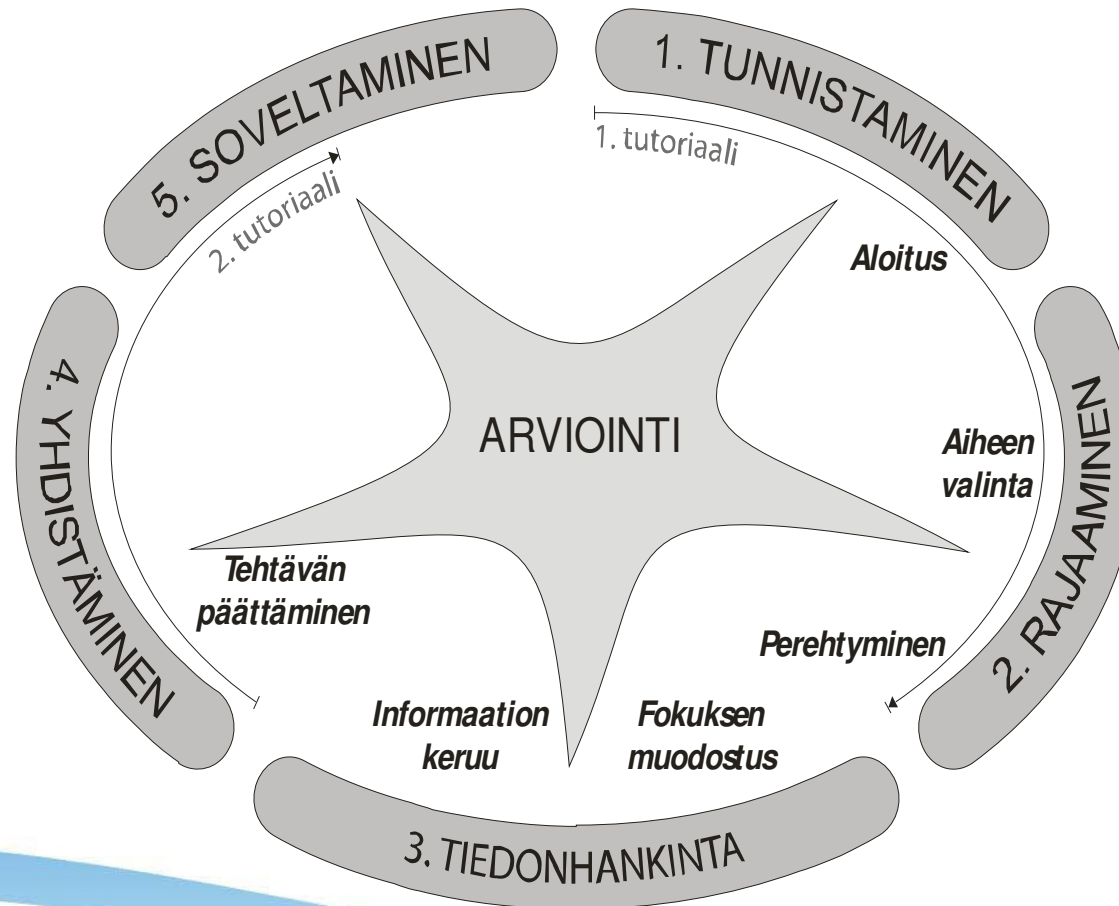 1. TUNNISTAMINEN
1. tutoriaali
Aloitus
2. RAJAAMINEN
Aiheen
valinta
Perehtyminen
Fokuksen
muodostus
3. TIEDONHANKINTA
Informaation
keruu
Tehtävän
päättäminen
4. YHDISTÄMINEN
5. SOVELTAMINEN
2. tutoriaali
ARVIOINTI